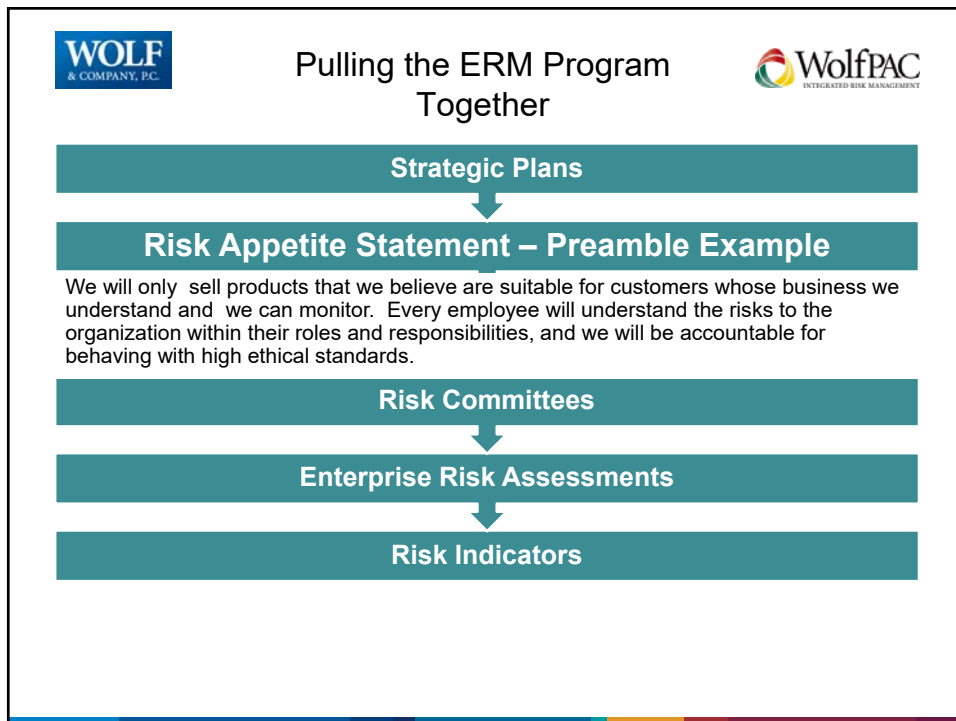 WOLF
& COMPANY, P.C.
Pulling the ERM Program
Together
WolfPAC
INTEGRATED RISK MANAGEMENT
Strategic Plans
Risk Appetite Statement – Preamble Example
We will only  sell products that we believe are suitable for customers whose business we
understand and  we can monitor.  Every employee will understand the risks to the
organization within their roles and responsibilities, and we will be accountable for
behaving with high ethical standards.
Risk Committees
Enterprise Risk Assessments
Risk Indicators